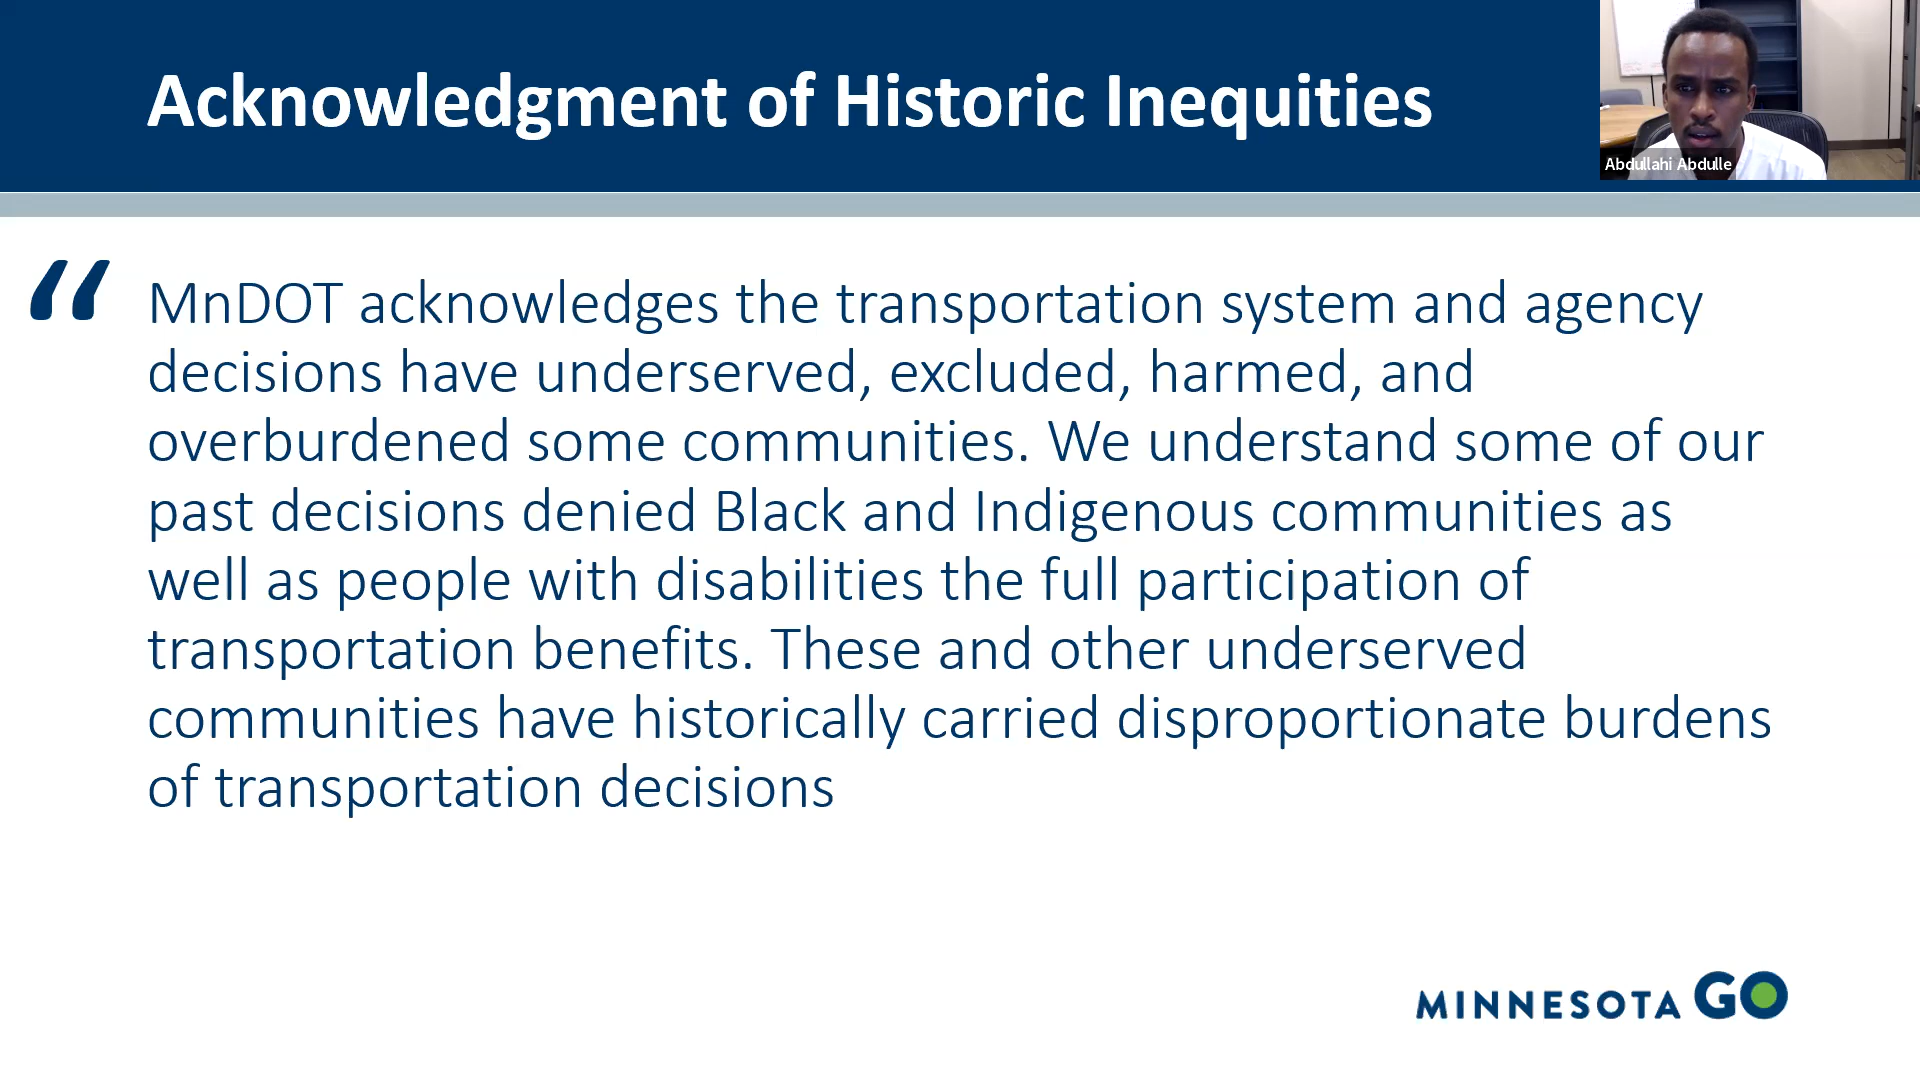 Acknowledgment of Historic Inequities
Abdullahi Abdulle
“
MnDOT acknowledges the transportation system and agency
decisions have underserved, excluded, harmed, and
overburdened some communities. We understand some of our
past decisions denied Black and Indigenous communities as
well as people with disabilities the full participation of
transportation benefits. These and other underserved
communities have historically carried disproportionate burdens
of transportation decisions
MINNESOTA GO